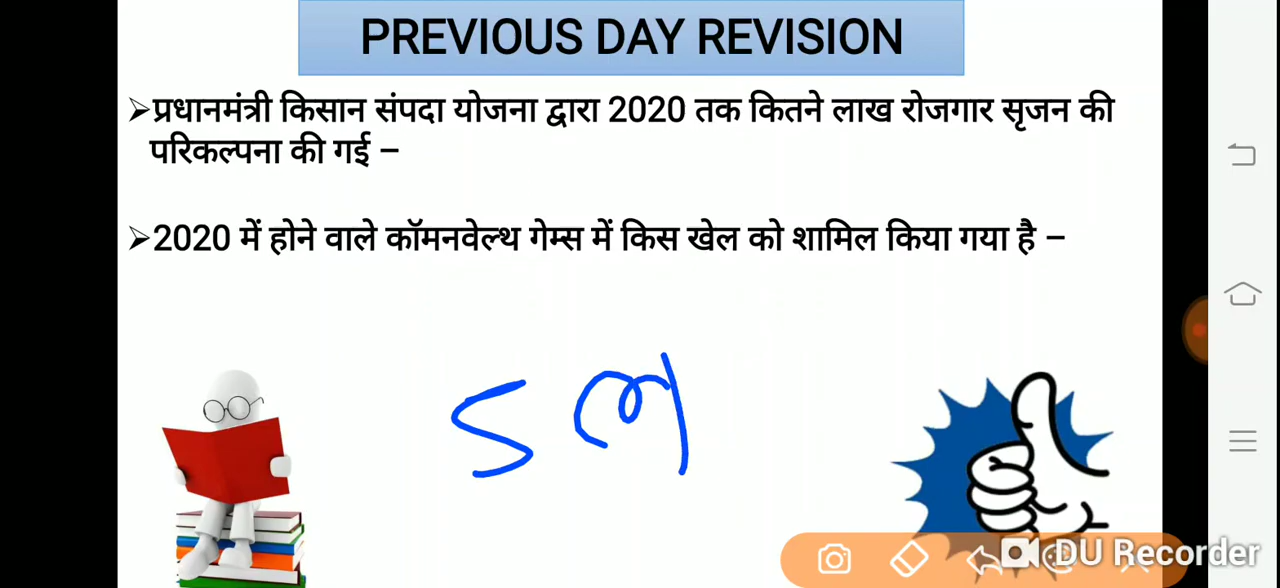 PREVIOUS DAY REVISION
➢प्रधानमंत्री किसान संपदा योजना द्वारा 2020 तक कितने लाख रोजगार सृजन की
परिकल्पना की गई –
➢2020 में होने वाले कॉमनवेल्थ गेम्स में किस खेल को शामिल किया गया है –
DU Recorder